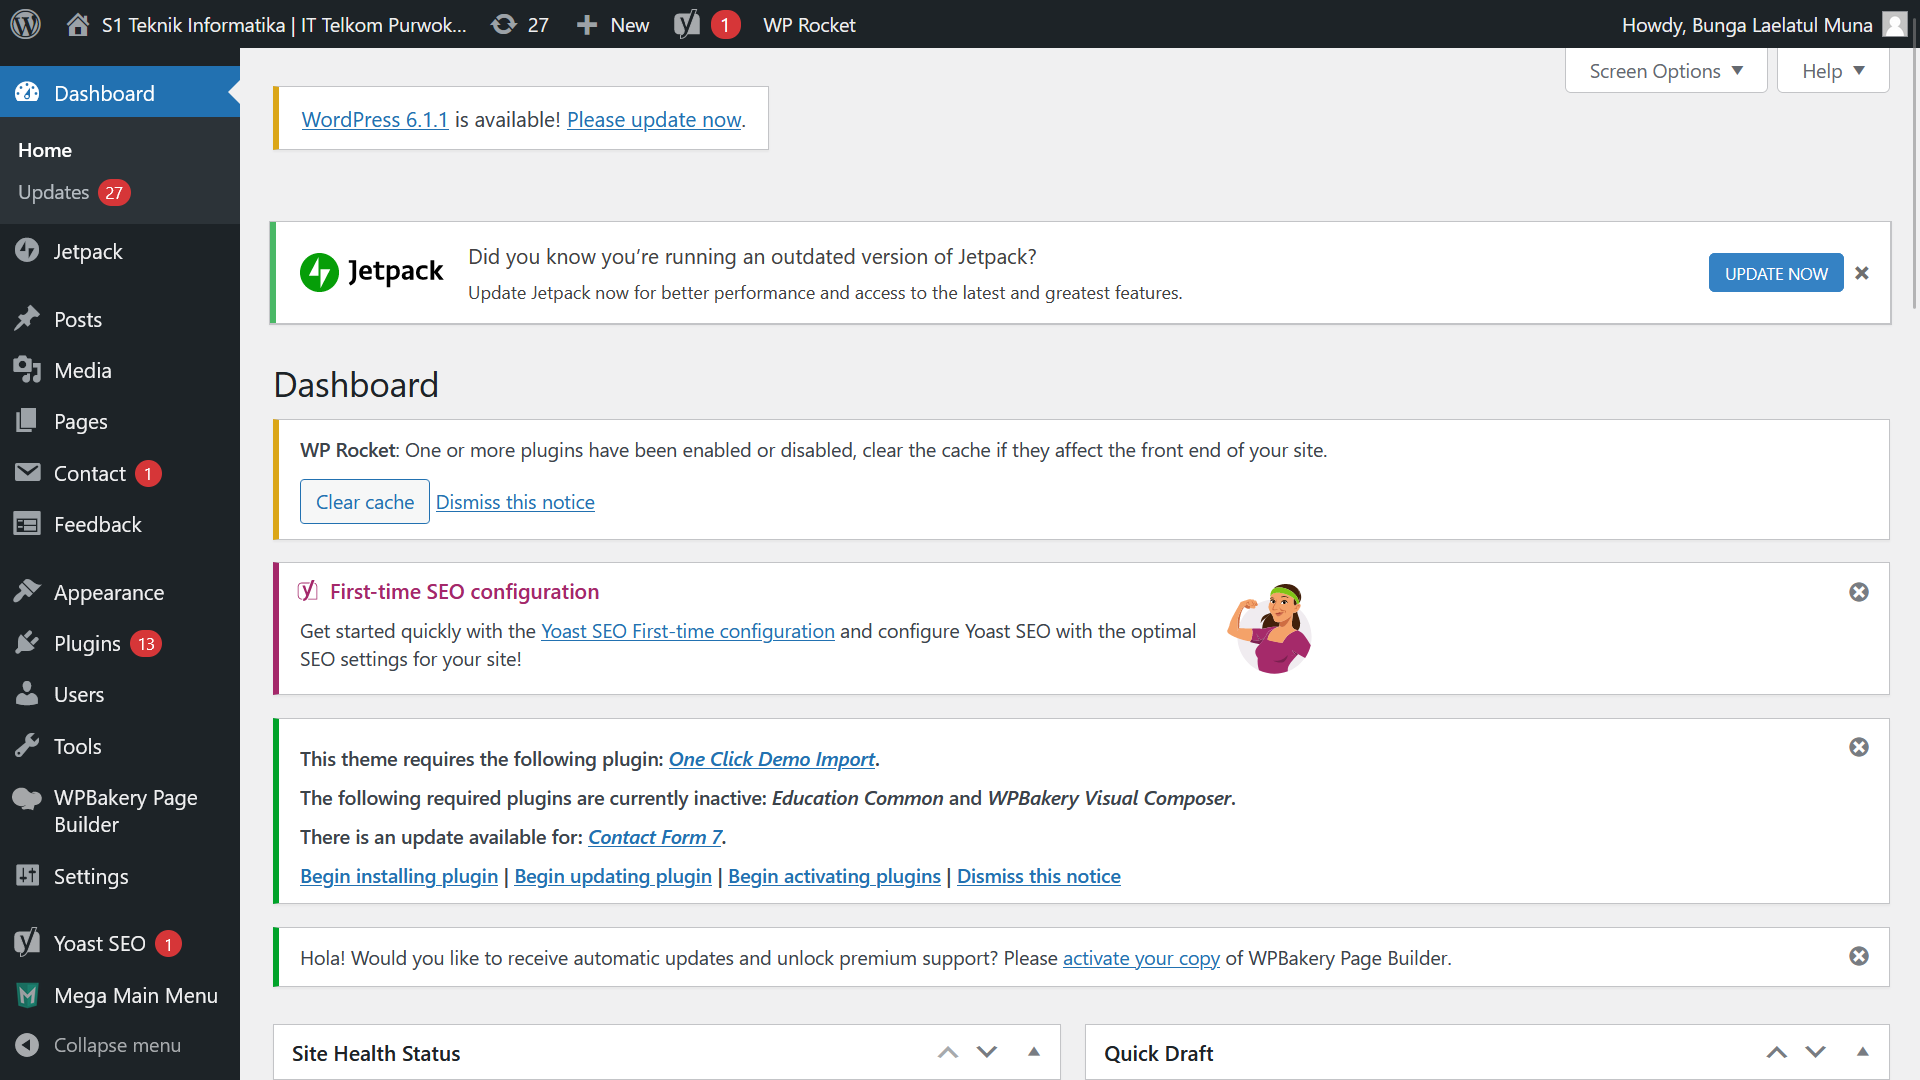 S1 Teknik Informatika | IT Telkom Purwok...
27
New
1
WP Rocket
Howdy, Bunga Laelatul Muna
Dashboard
Home
Updates 27
Jetpack
Posts
Media
Pages
Contact 1
Feedback
Appearance
Plugins 13
Users
Tools
WPBakery Page
Builder
Settings
Yoast SEO 1
Mega Main Menu
Collapse menu
Screen Options
Help
WordPress 6.1.1 is available! Please update now.
Jetpack
Did you know you’re running an outdated version of Jetpack?
Update Jetpack now for better performance and access to the latest and greatest features.
UPDATE NOW
Dashboard
WP Rocket: One or more plugins have been enabled or disabled, clear the cache if they affect the front end of your site.
Clear cache
Dismiss this notice
First-time SEO configuration
Get started quickly with the Yoast SEO First-time configuration and configure Yoast SEO with the optimal
SEO settings for your site!
This theme requires the following plugin: One Click Demo Import.
The following required plugins are currently inactive: Education Common and WPBakery Visual Composer.
There is an update available for: Contact Form 7.
Begin installing plugin | Begin updating plugin | Begin activating plugins | Dismiss this notice
Hola! Would you like to receive automatic updates and unlock premium support? Please activate your copy of WPBakery Page Builder.
Site Health Status
Quick Draft